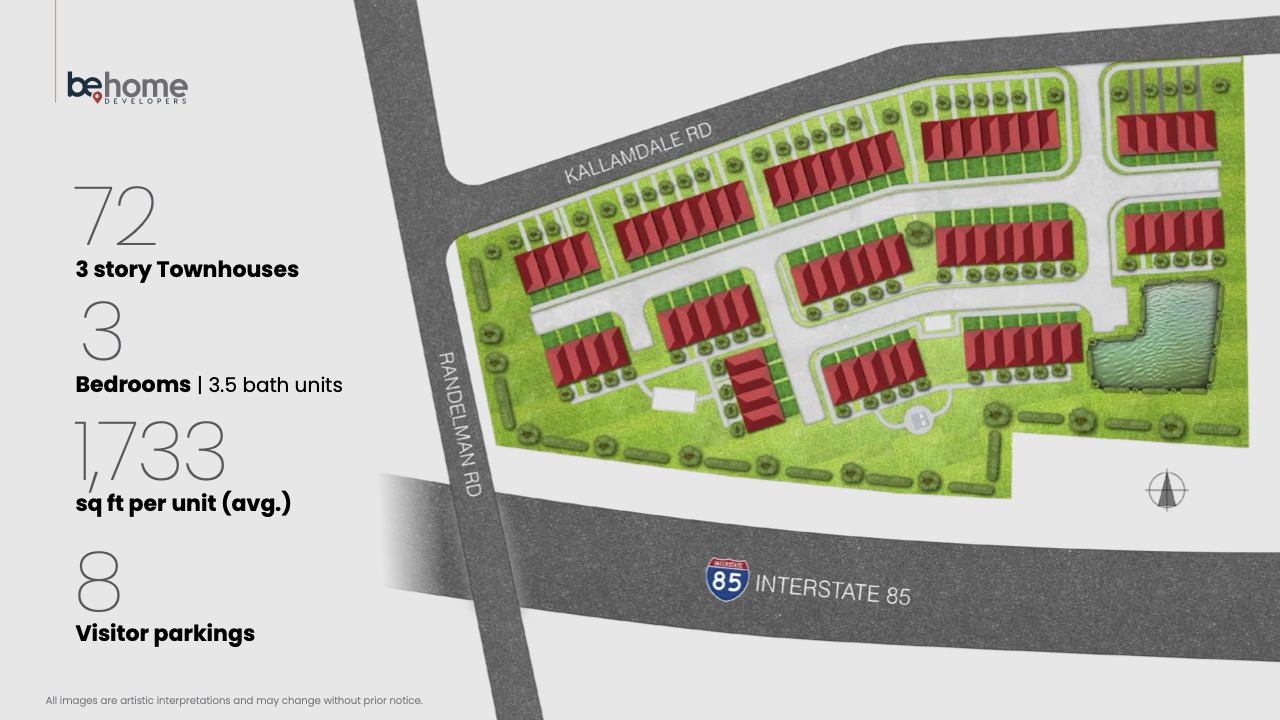 behome
DEVELOPERS
72
3 story Townhouses
3
Bedrooms | 3.5 bath units
1,733
sq ft per unit (avg.)
8
Visitor parkings
All images are artistic interpretations and may change without prior notice.
KALLAMDALE RD
RANDELMAN RD
INTERSTATE
85
INTERSTATE 85